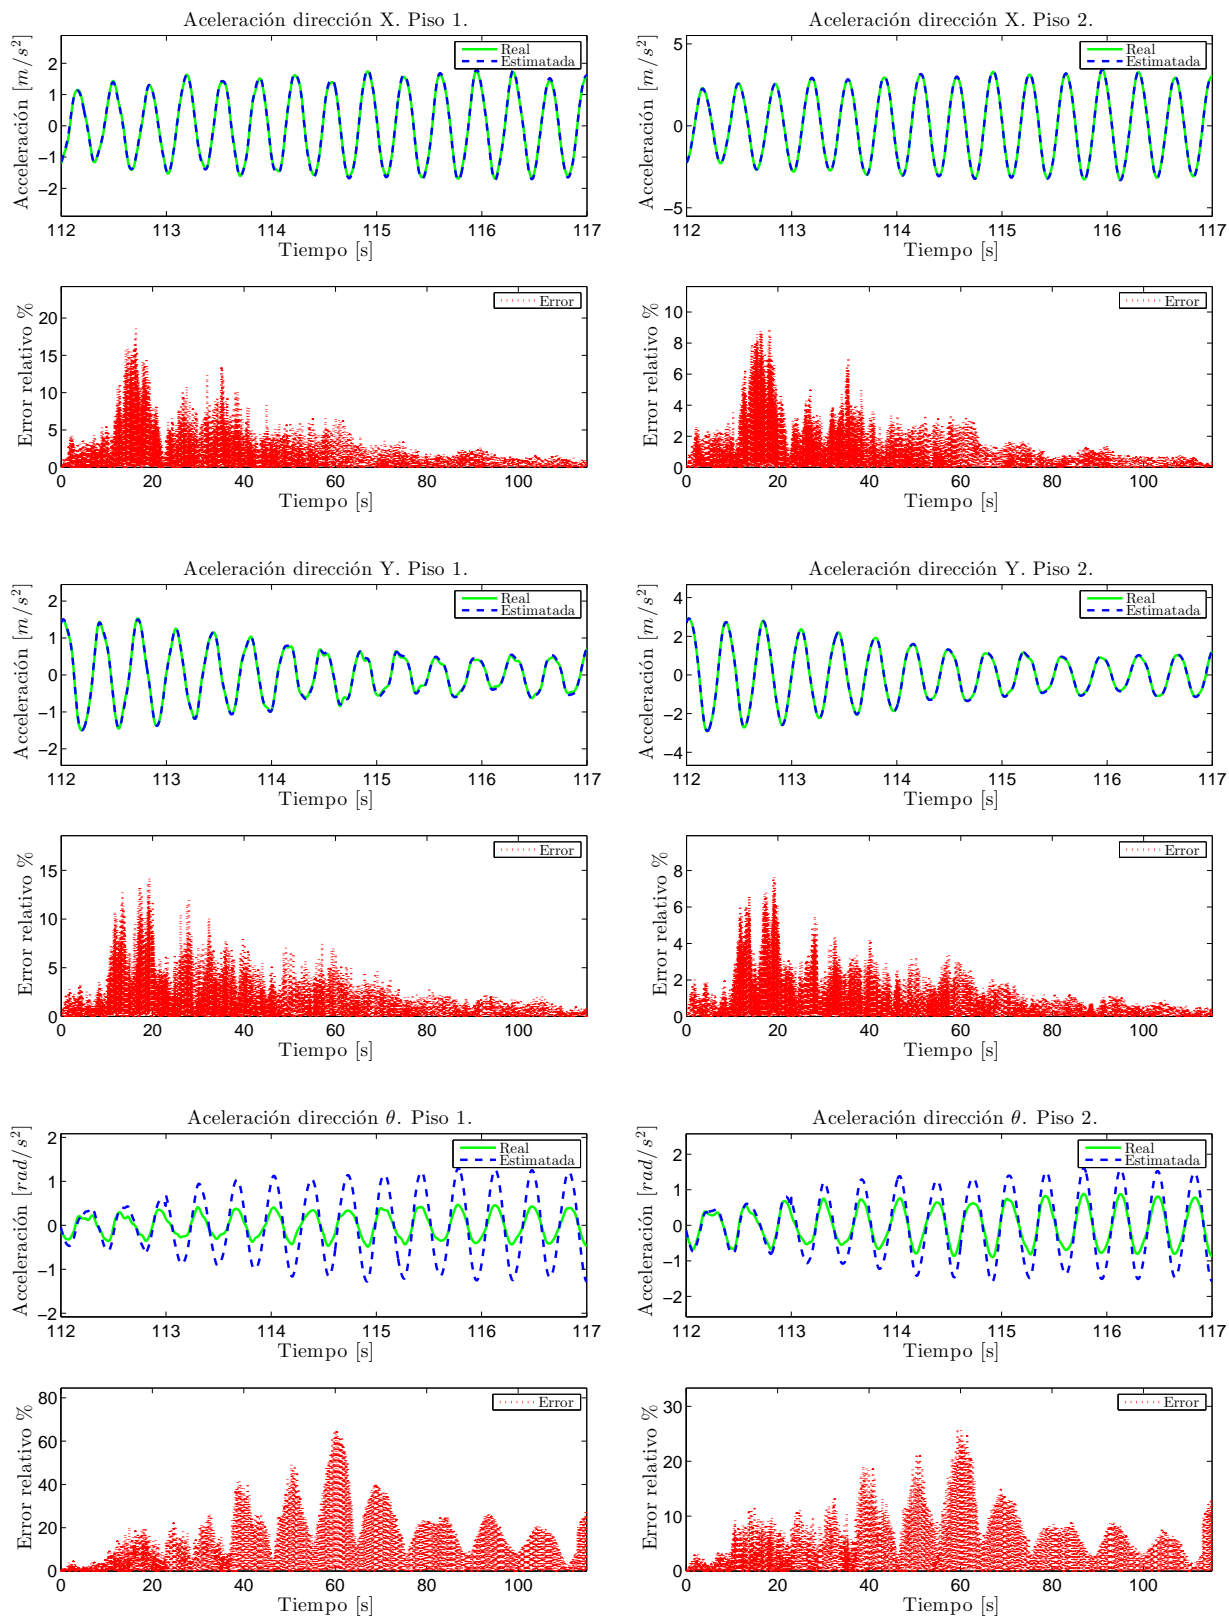 Aceleración dirección X. Piso 1.
Acceleración [m/s²]
2
1
0
−1
−2
Real
Estimatada
112 113 114 115 116 117
Tiempo [s]
Error relativo %
20
15
10
5
0
Error
0 20 40 60 80 100
Tiempo [s]
Aceleración dirección X. Piso 2.
Acceleración [m/s²]
5
0
−5
Real
Estimatada
112 113 114 115 116 117
Tiempo [s]
Error relativo %
10
8
6
4
2
0
Error
0 20 40 60 80 100
Tiempo [s]
Aceleración dirección Y. Piso 1.
Acceleración [m/s²]
2
1
0
−1
−2
Real
Estimatada
112 113 114 115 116 117
Tiempo [s]
Error relativo %
15
10
5
0
Error
0 20 40 60 80 100
Tiempo [s]
Aceleración dirección Y. Piso 2.
Acceleración [m/s²]
4
2
0
−2
−4
Real
Estimatada
112 113 114 115 116 117
Tiempo [s]
Error relativo %
8
6
4
2
0
Error
0 20 40 60 80 100
Tiempo [s]
Aceleración dirección θ. Piso 1.
Acceleración [rad/s²]
2
1
0
−1
−2
Real
Estimatada
112 113 114 115 116 117
Tiempo [s]
Error relativo %
80
60
40
20
0
Error
0 20 40 60 80 100
Tiempo [s]
Aceleración dirección θ. Piso 2.
Acceleración [rad/s²]
2
1
0
−1
−2
Real
Estimatada
112 113 114 115 116 117
Tiempo [s]
Error relativo %
30
20
10
0
Error
0 20 40 60 80 100
Tiempo [s]